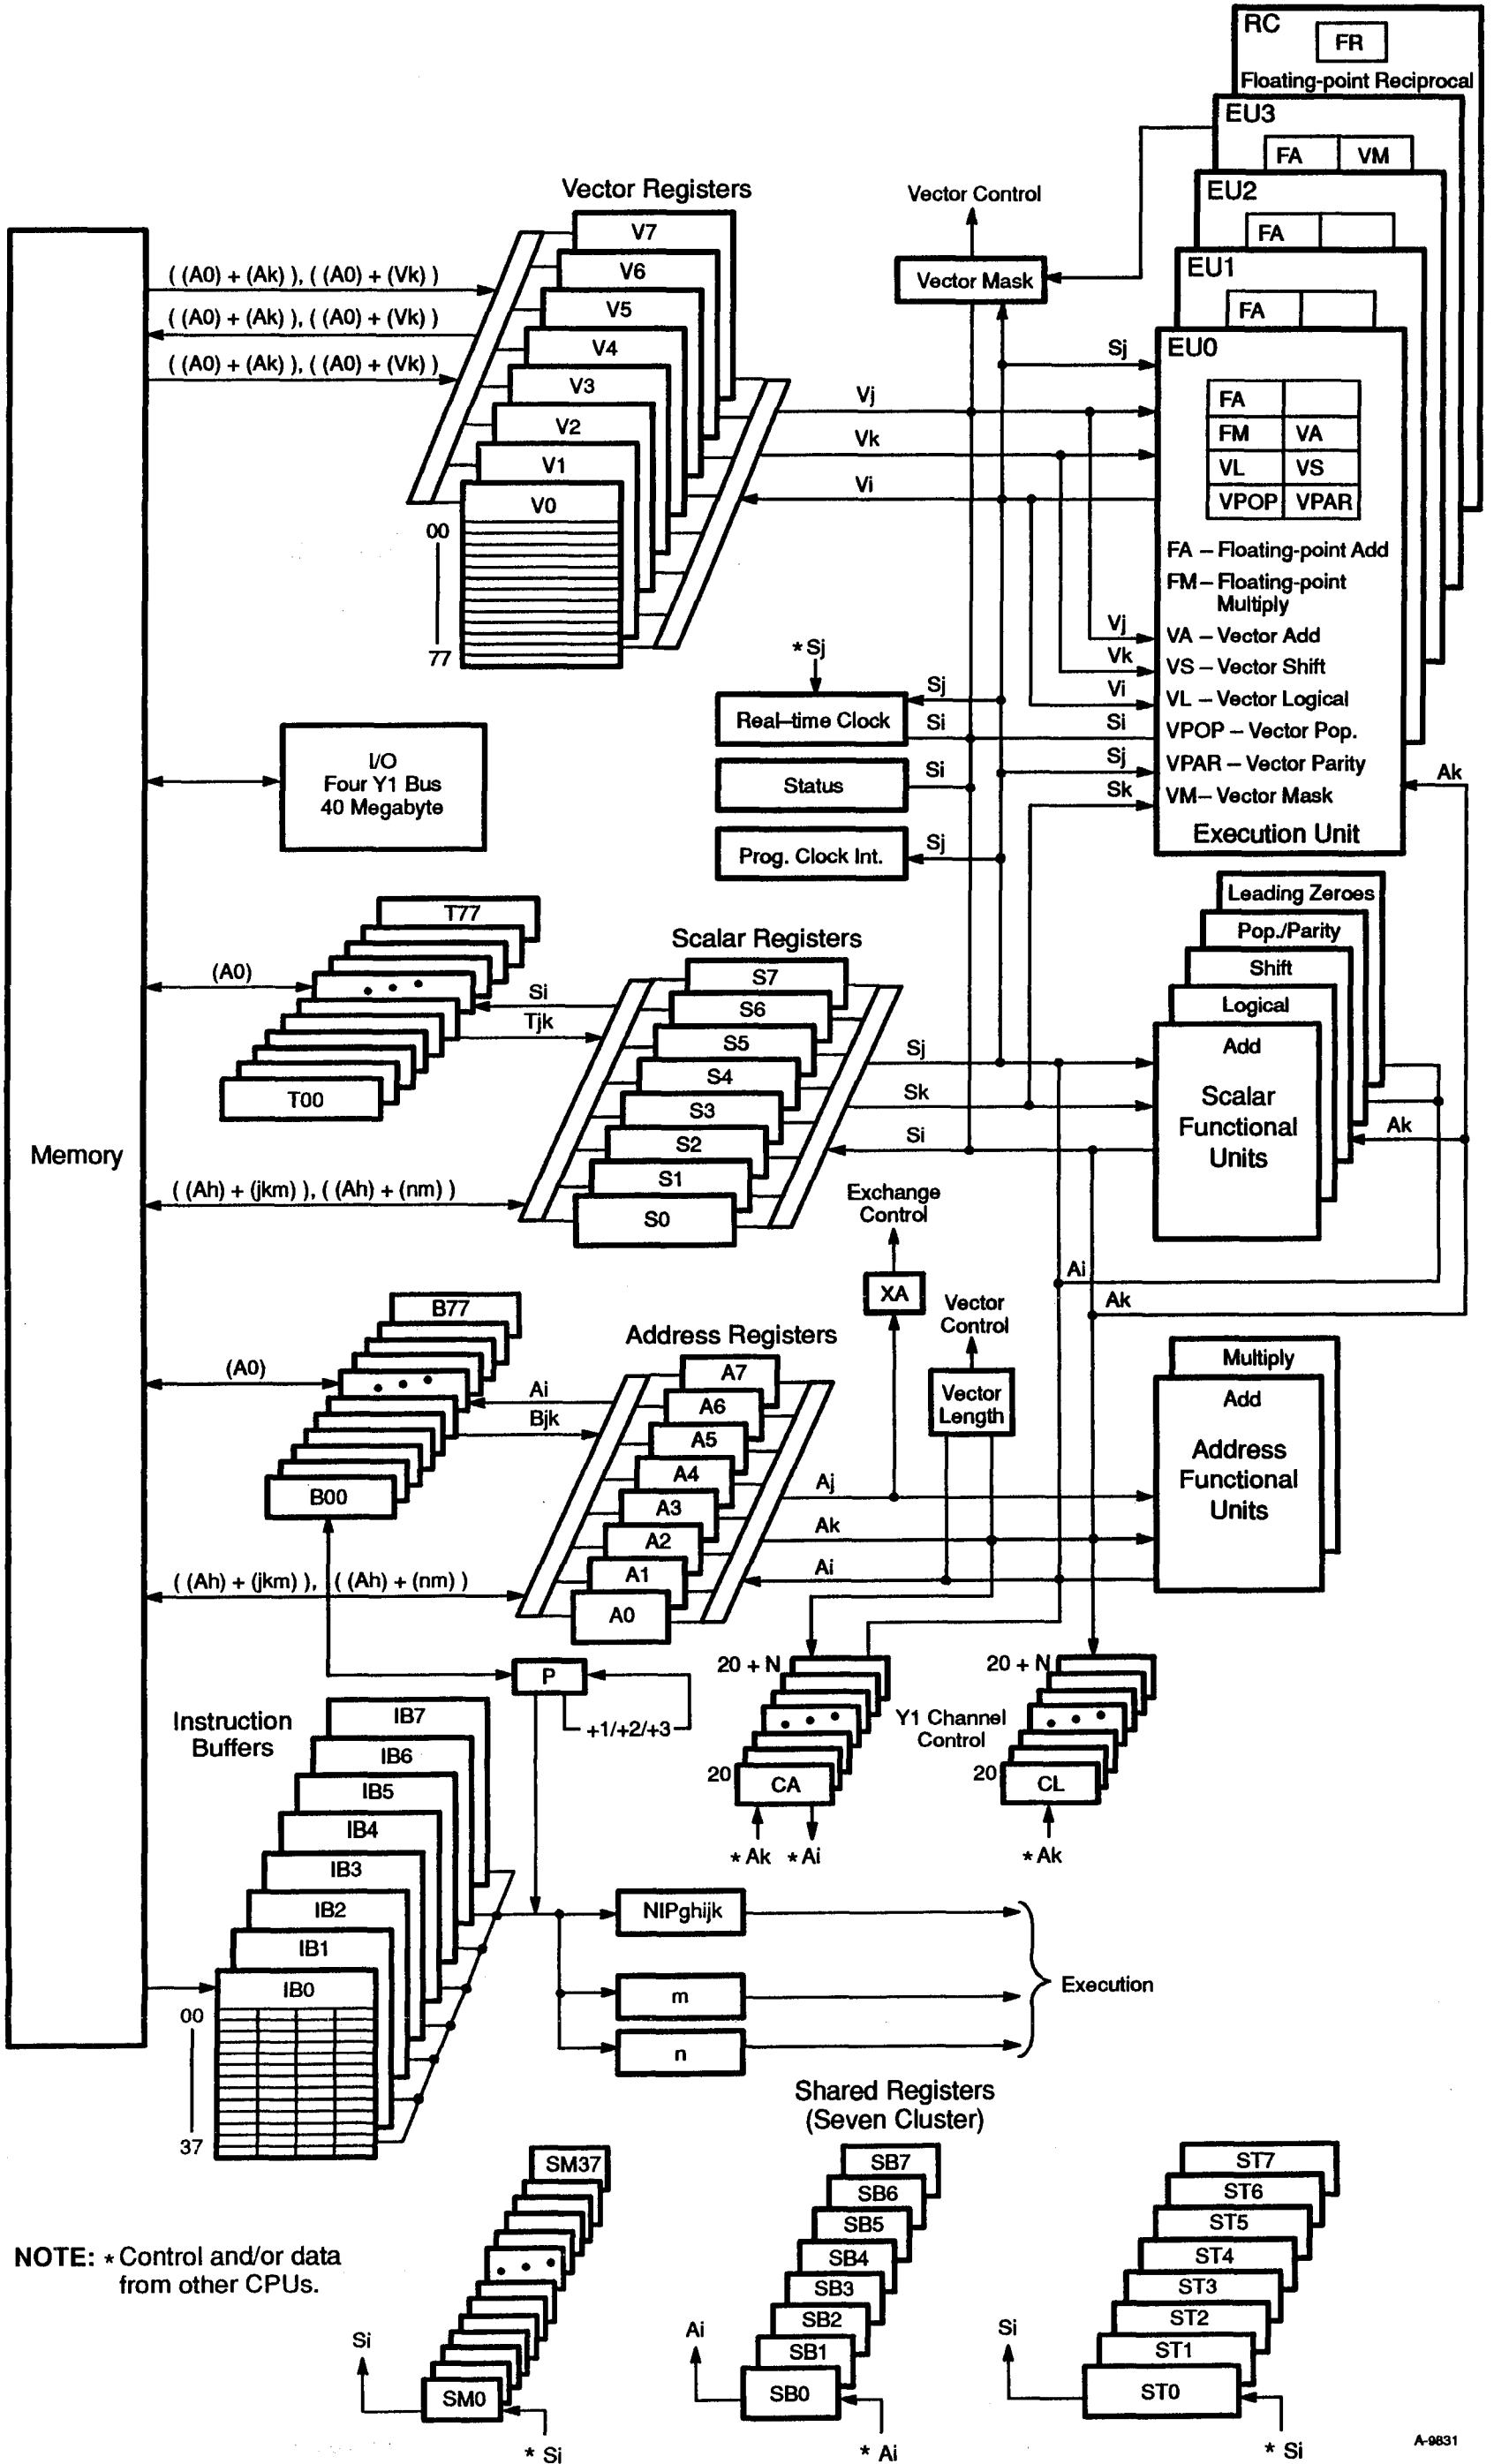 RC
FR
Floating-point Reciprocal
EU3
FA VM
EU2
FA
EU1
FA
EU0
FA
FM VA
VL VS
VPOP VPAR
FA – Floating-point Add
FM – Floating-point
Multiply
VA – Vector Add
VS – Vector Shift
VL – Vector Logical
VPOP – Vector Pop.
VPAR – Vector Parity
VM – Vector Mask
Execution Unit
Vector Registers
V7
V6
V5
V4
V3
V2
V1
V0
00
77
( (A0) + (Ak) ), ( (A0) + (Vk) )
( (A0) + (Ak) ), ( (A0) + (Vk) )
( (A0) + (Ak) ), ( (A0) + (Vk) )
Vector Control
Vector Mask
Sj
Vj
Vk
Vi
Vj
Vk
Vi
Si
Sj
Sk
Ak
* Sj
Real–time Clock
Sj
Si
Status
Si
Prog. Clock Int.
Sj
I/O
Four Y1 Bus
40 Megabyte
Memory
T77
• • •
T00
(A0)
Si
Tjk
Scalar Registers
S7
S6
S5
S4
S3
S2
S1
S0
( (Ah) + (jkm) ), ( (Ah) + (nm) )
Sj
Sk
Si
Leading Zeroes
Pop./Parity
Shift
Logical
Add
Scalar
Functional
Units
Ak
Ai
Ak
Exchange
Control
XA
Vector
Control
Vector
Length
B77
• • •
B00
(A0)
Ai
Bjk
Address Registers
A7
A6
A5
A4
A3
A2
A1
A0
( (Ah) + (jkm) ), ( (Ah) + (nm) )
Aj
Ak
Ai
Multiply
Add
Address
Functional
Units
P
+1/+2/+3
20 + N
• • •
20
CA
* Ak * Ai
Y1 Channel
Control
20 + N
• • •
20
CL
* Ak
Instruction
Buffers
IB7
IB6
IB5
IB4
IB3
IB2
IB1
IB0
00
37
NIPghijk
m
n
Execution
Shared Registers
(Seven Cluster)
SM37
• • •
SM0
Si
* Si
SB7
SB6
SB5
SB4
SB3
SB2
SB1
SB0
Ai
* Ai
ST7
ST6
ST5
ST4
ST3
ST2
ST1
ST0
Si
* Si
NOTE: * Control and/or data
from other CPUs.
A-9831